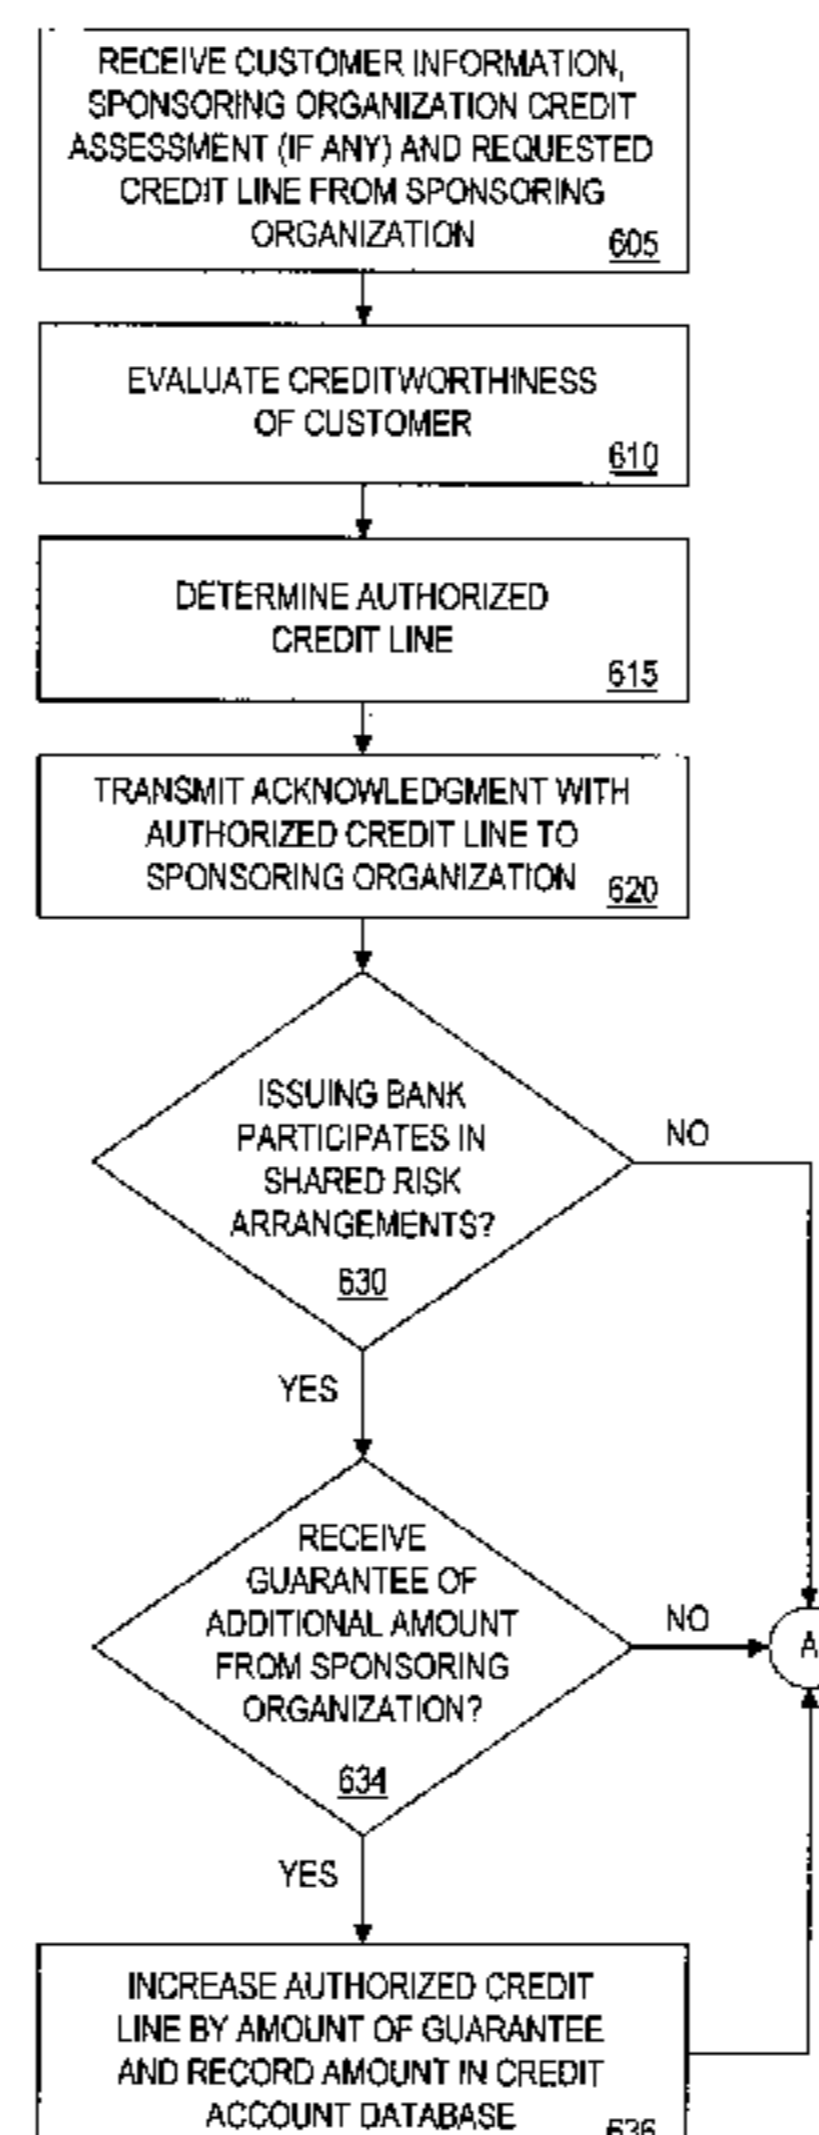 RECEIVE CUSTOMER INFORMATION,
SPONSORING ORGANIZATION CREDIT
ASSESSMENT (IF ANY) AND REQUESTED
CREDIT LINE FROM SPONSORING
ORGANIZATION
605
EVALUATE CREDITWORTHINESS
OF CUSTOMER
610
DETERMINE AUTHORIZED
CREDIT LINE
615
TRANSMIT ACKNOWLEDGMENT WITH
AUTHORIZED CREDIT LINE TO
SPONSORING ORGANIZATION
620
ISSUING BANK
PARTICIPATES IN
SHARED RISK
ARRANGEMENTS?
630
NO
YES
RECEIVE
GUARANTEE OF
ADDITIONAL AMOUNT
FROM SPONSORING
ORGANIZATION?
634
NO
A
YES
INCREASE AUTHORIZED CREDIT
LINE BY AMOUNT OF GUARANTEE
AND RECORD AMOUNT IN CREDIT
ACCOUNT DATABASE
636